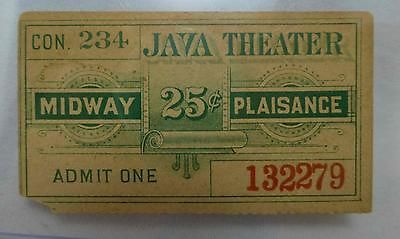 CON. 234 JAVA THEATER
MIDWAY 25¢ PLAISANCE
ADMIT ONE 132279